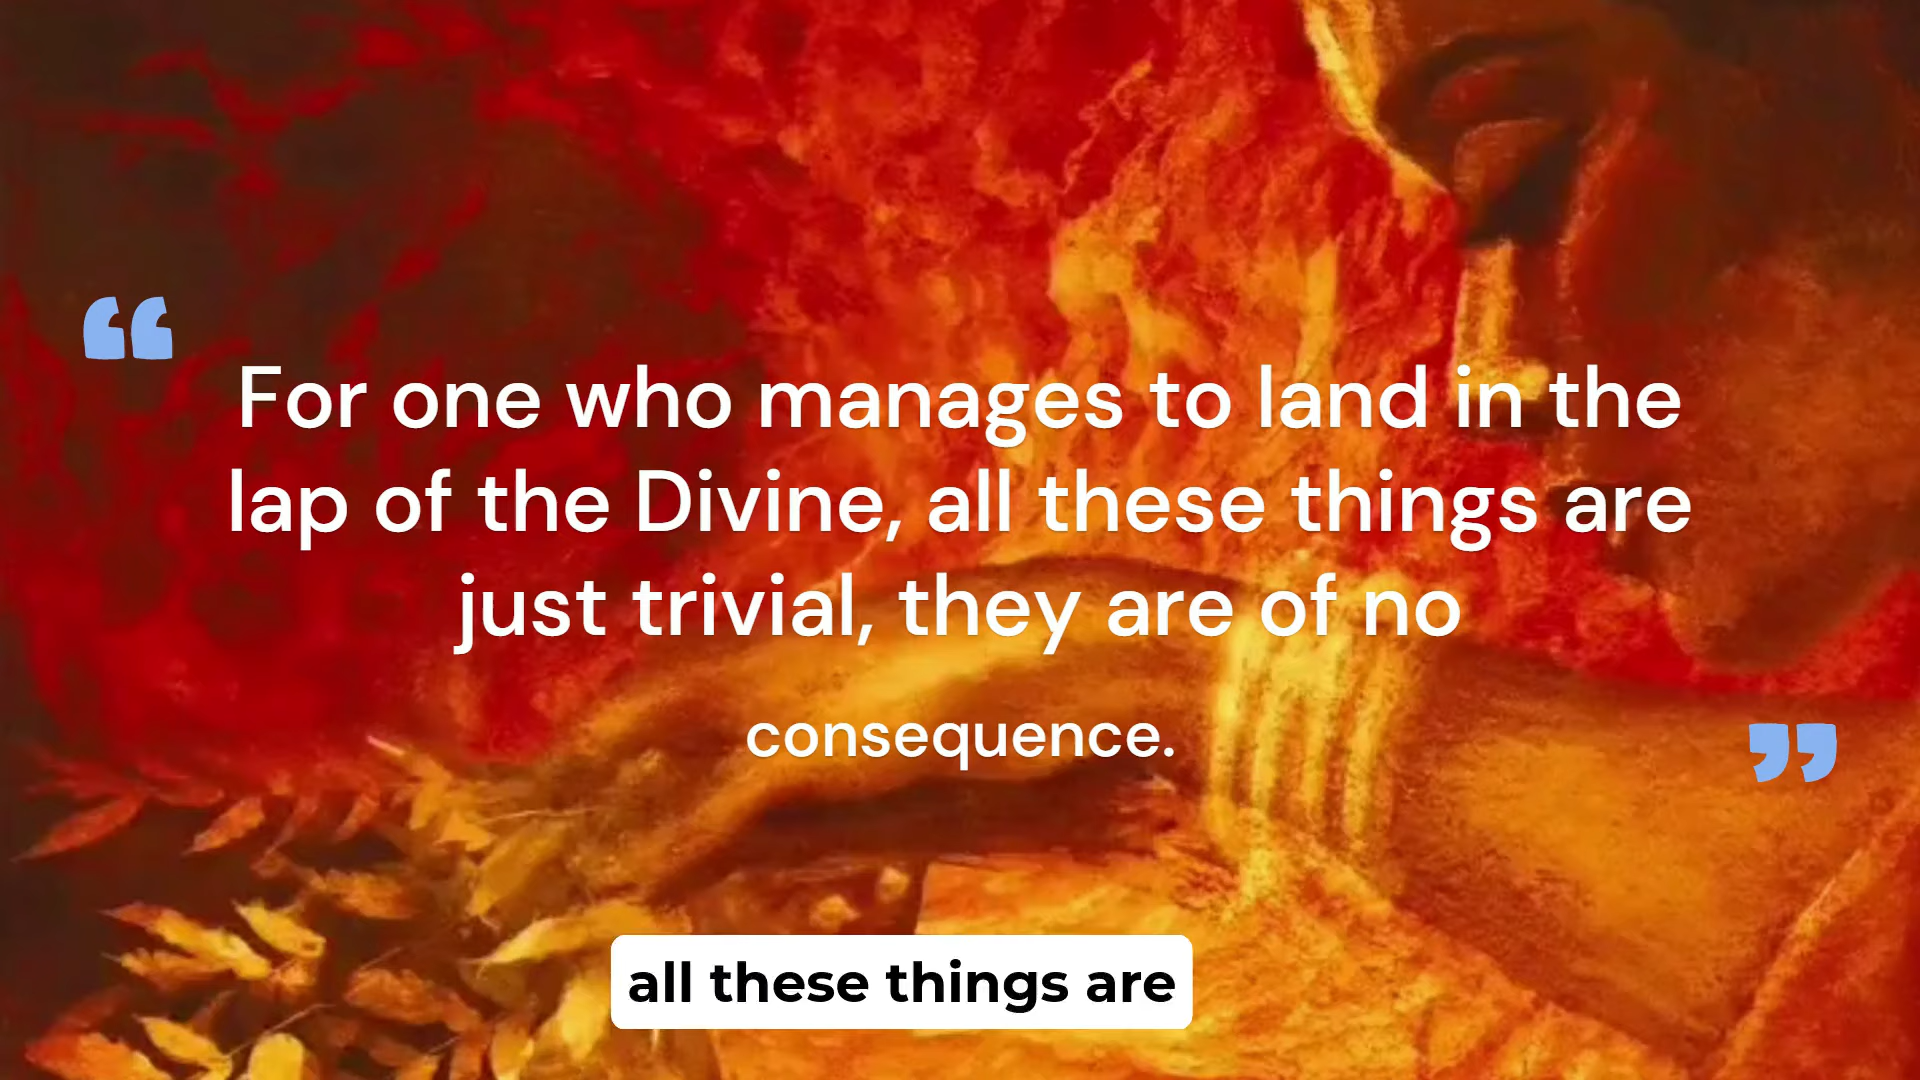 “
For one who manages to land in the
lap of the Divine, all these things are
just trivial, they are of no
consequence.
”
all these things are